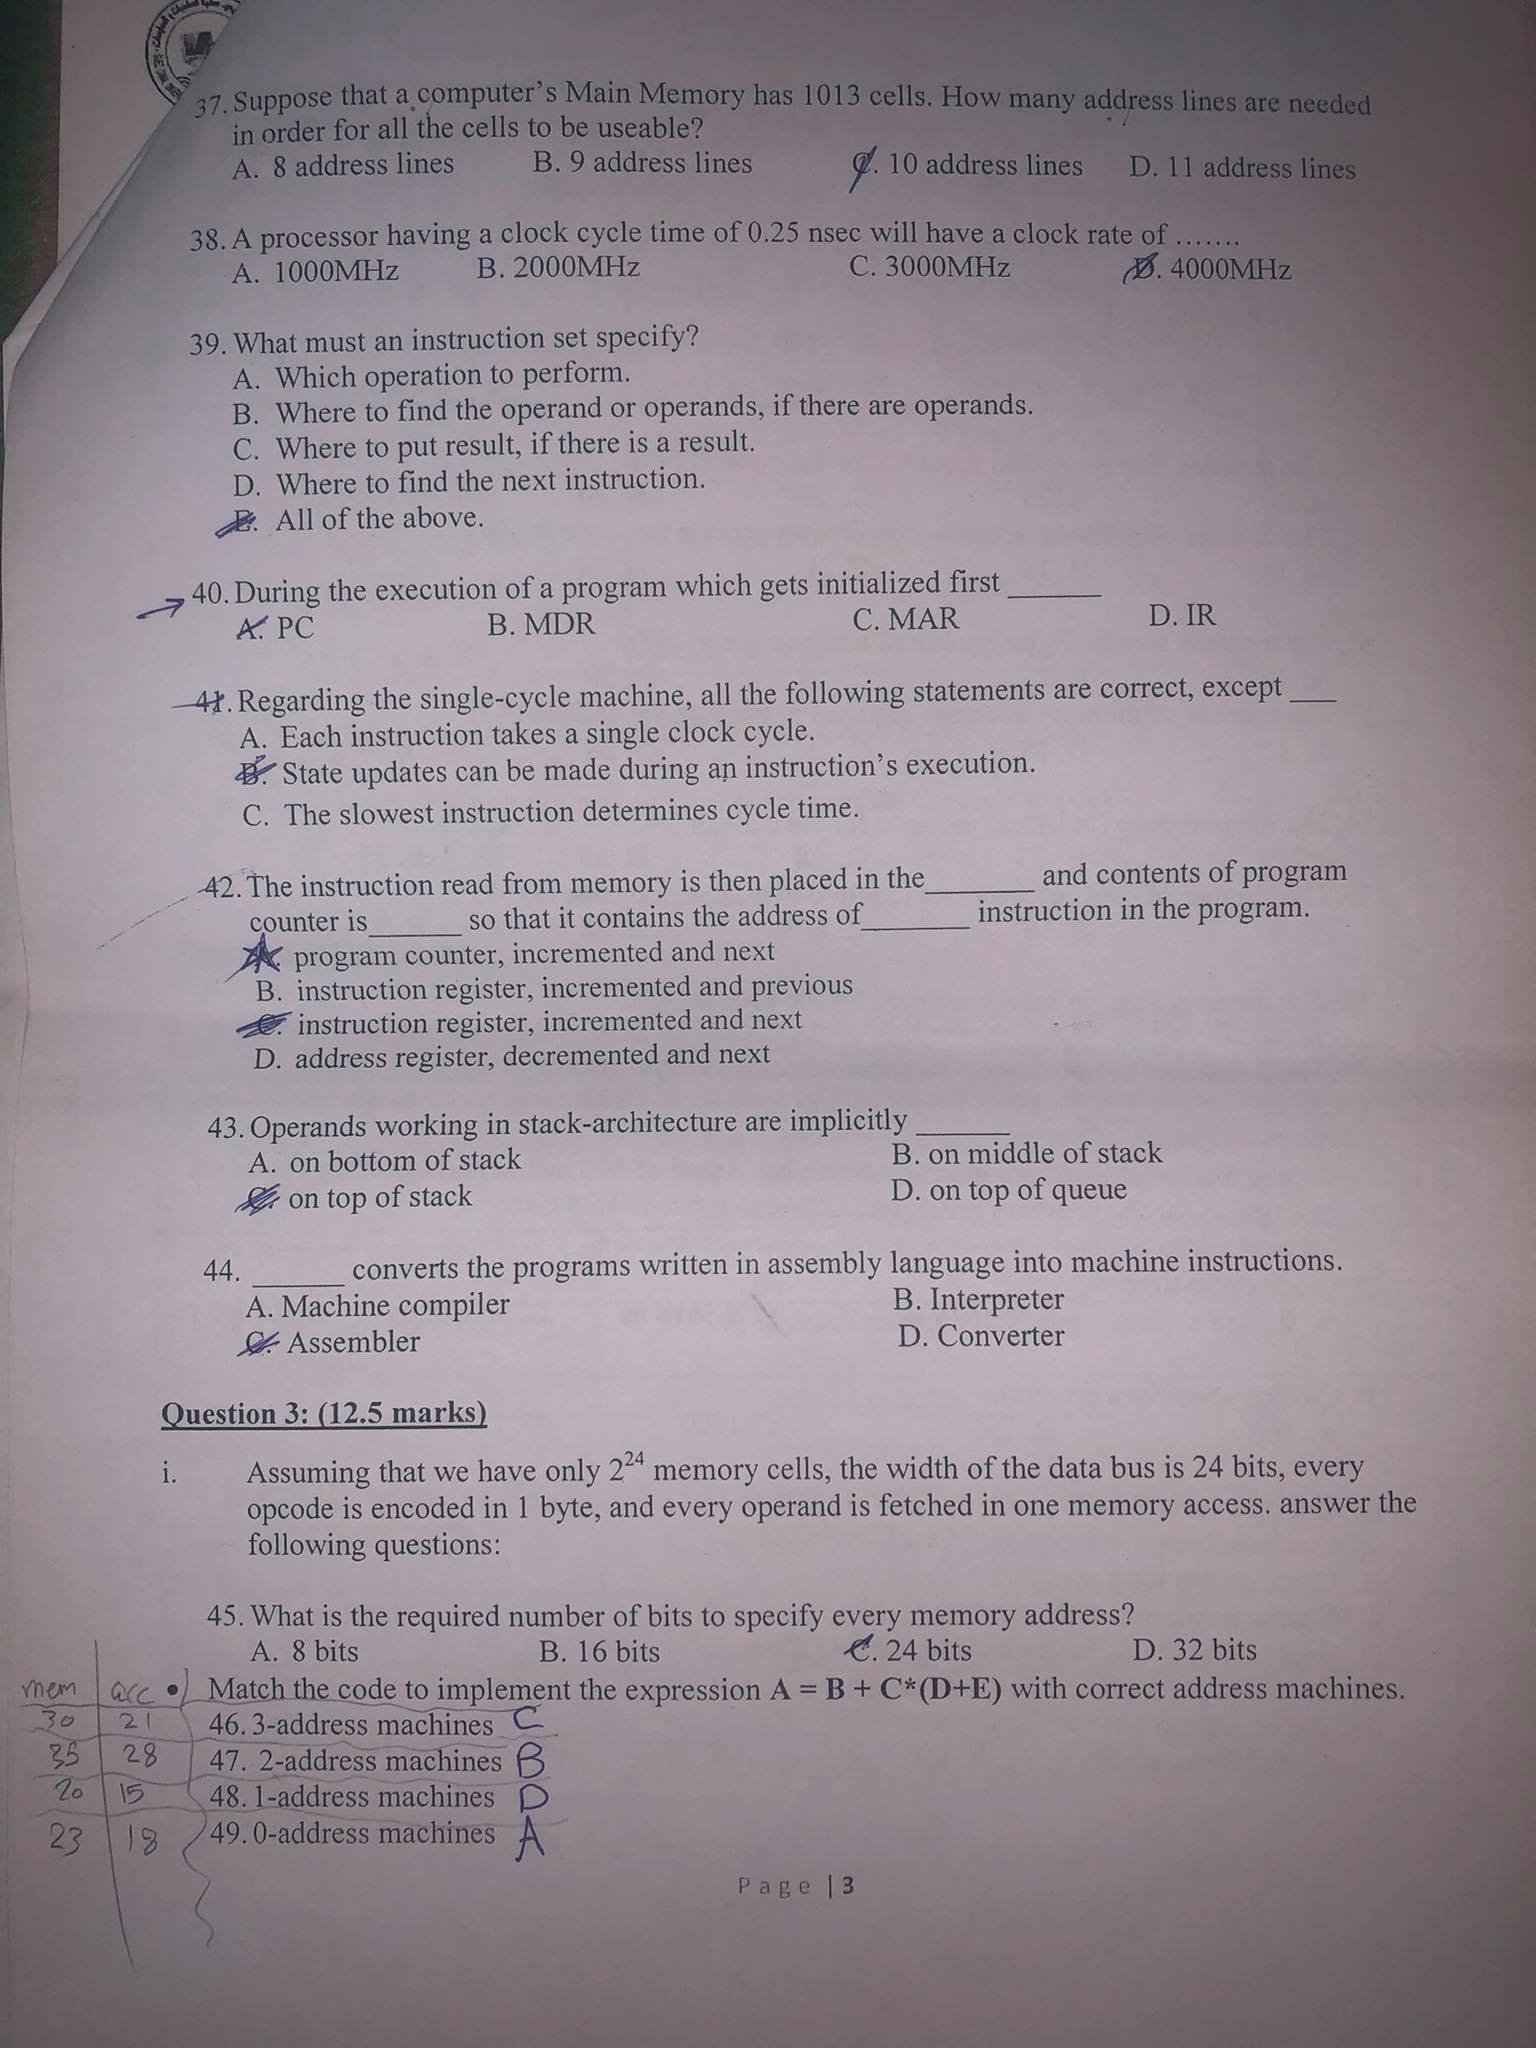 37. Suppose that a computer's Main Memory has 1013 cells. How many address lines are needed
in order for all the cells to be useable?
A. 8 address lines B. 9 address lines C. 10 address lines D. 11 address lines
38. A processor having a clock cycle time of 0.25 nsec will have a clock rate of .......
A. 1000MHz B. 2000MHz C. 3000MHz D. 4000MHz
39. What must an instruction set specify?
A. Which operation to perform.
B. Where to find the operand or operands, if there are operands.
C. Where to put result, if there is a result.
D. Where to find the next instruction.
E. All of the above.
40. During the execution of a program which gets initialized first ______
A. PC B. MDR C. MAR D. IR
41. Regarding the single-cycle machine, all the following statements are correct, except ___
A. Each instruction takes a single clock cycle.
B. State updates can be made during an instruction's execution.
C. The slowest instruction determines cycle time.
42. The instruction read from memory is then placed in the_______ and contents of program
counter is______ so that it contains the address of_______ instruction in the program.
A. program counter, incremented and next
B. instruction register, incremented and previous
C. instruction register, incremented and next
D. address register, decremented and next
43. Operands working in stack-architecture are implicitly ______
A. on bottom of stack B. on middle of stack
C. on top of stack D. on top of queue
44. ______ converts the programs written in assembly language into machine instructions.
A. Machine compiler B. Interpreter
C. Assembler D. Converter
Question 3: (12.5 marks)
i. Assuming that we have only 2²⁴ memory cells, the width of the data bus is 24 bits, every
opcode is encoded in 1 byte, and every operand is fetched in one memory access. answer the
following questions:
45. What is the required number of bits to specify every memory address?
A. 8 bits B. 16 bits C. 24 bits D. 32 bits
mem acc • Match the code to implement the expression A = B + C*(D+E) with correct address machines.
30 21 46. 3-address machines C
35 28 47. 2-address machines B
20 15 48. 1-address machines D
23 18 49. 0-address machines A
Page | 3